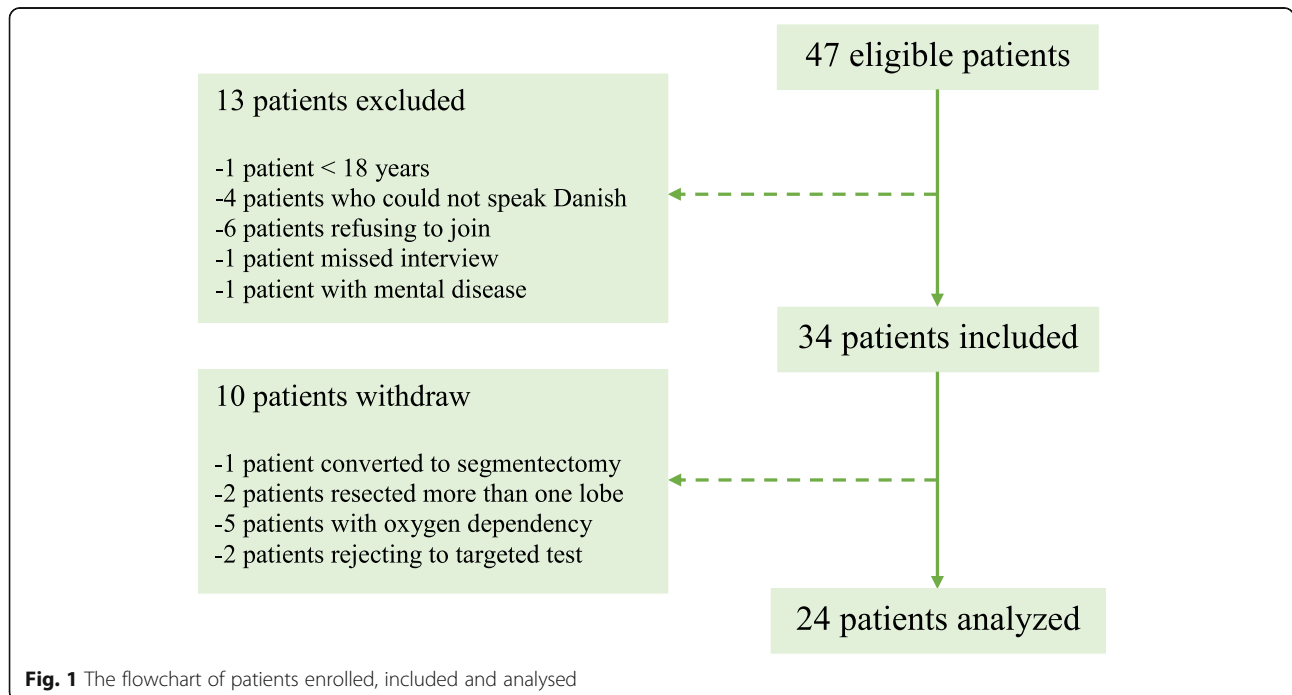 47 eligible patients
13 patients excluded
-1 patient < 18 years
-4 patients who could not speak Danish
-6 patients refusing to join
-1 patient missed interview
-1 patient with mental disease
34 patients included
10 patients withdraw
-1 patient converted to segmentectomy
-2 patients resected more than one lobe
-5 patients with oxygen dependency
-2 patients rejecting to targeted test
24 patients analyzed
Fig. 1 The flowchart of patients enrolled, included and analysed